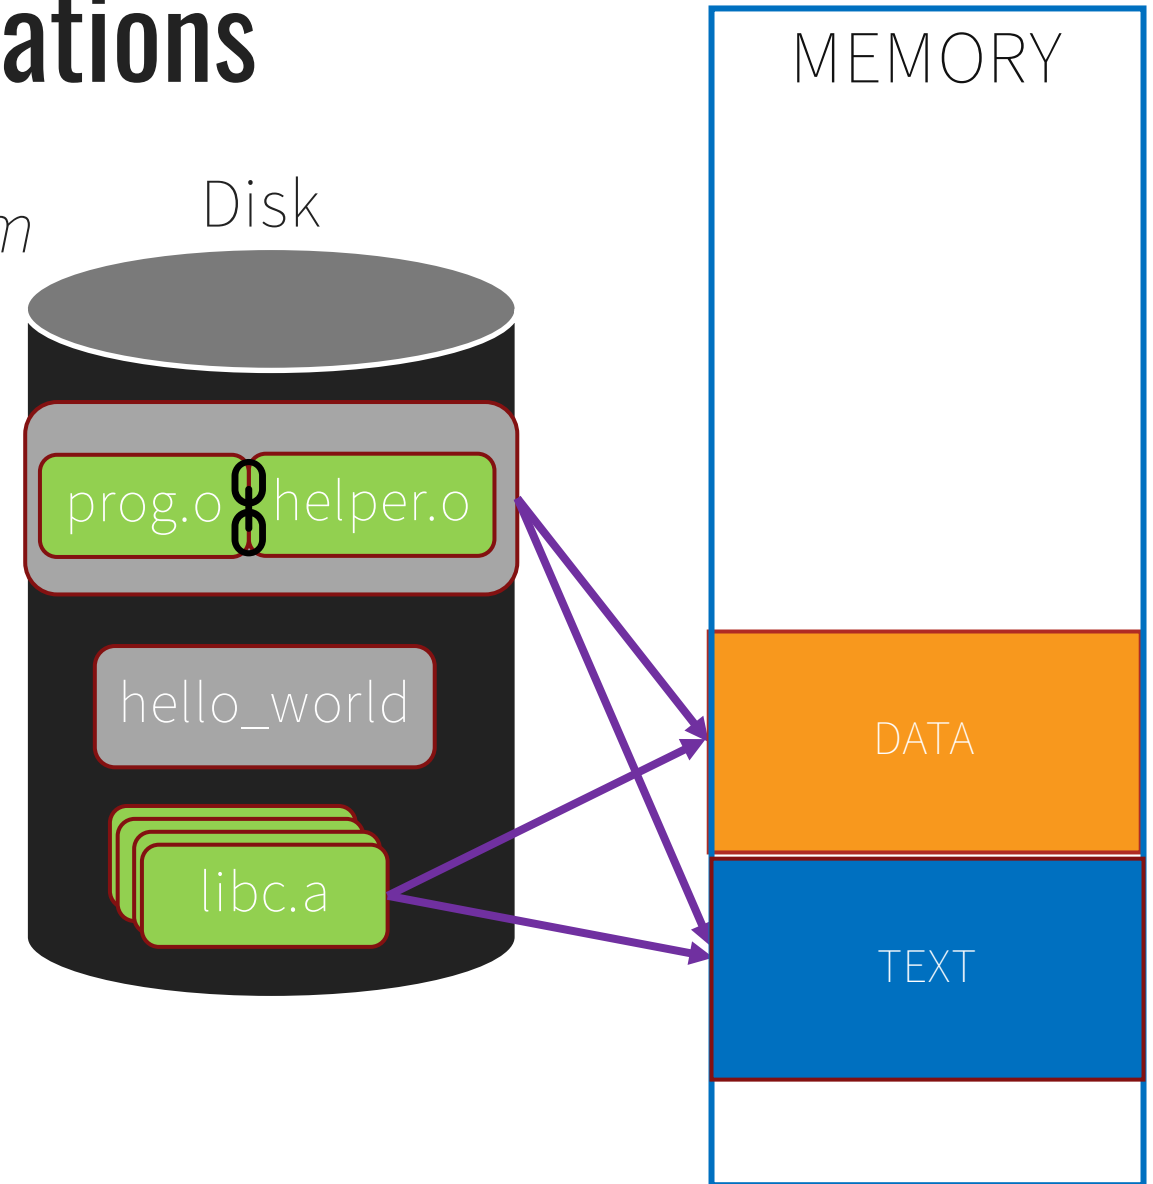 ations
MEMORY
Disk
m
prog.o helper.o
hello_world
DATA
libc.a
TEXT